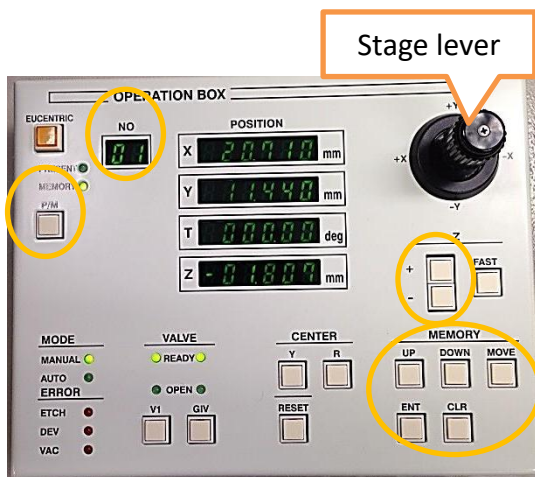 Stage lever
OPERATION BOX
EUCENTRIC
NO
POSITION
+Y
01
X 20.710 mm
PRESENT
+X -X
MEMORY
Y 11.440 mm
P/M
-Y
T 000.00 deg
Z
+ FAST
Z -01.807 mm
-
MODE VALVE CENTER MEMORY
MANUAL READY Y R UP DOWN MOVE
AUTO
ERROR OPEN
ETCH V1 GIV RESET ENT CLR
DEV
VAC